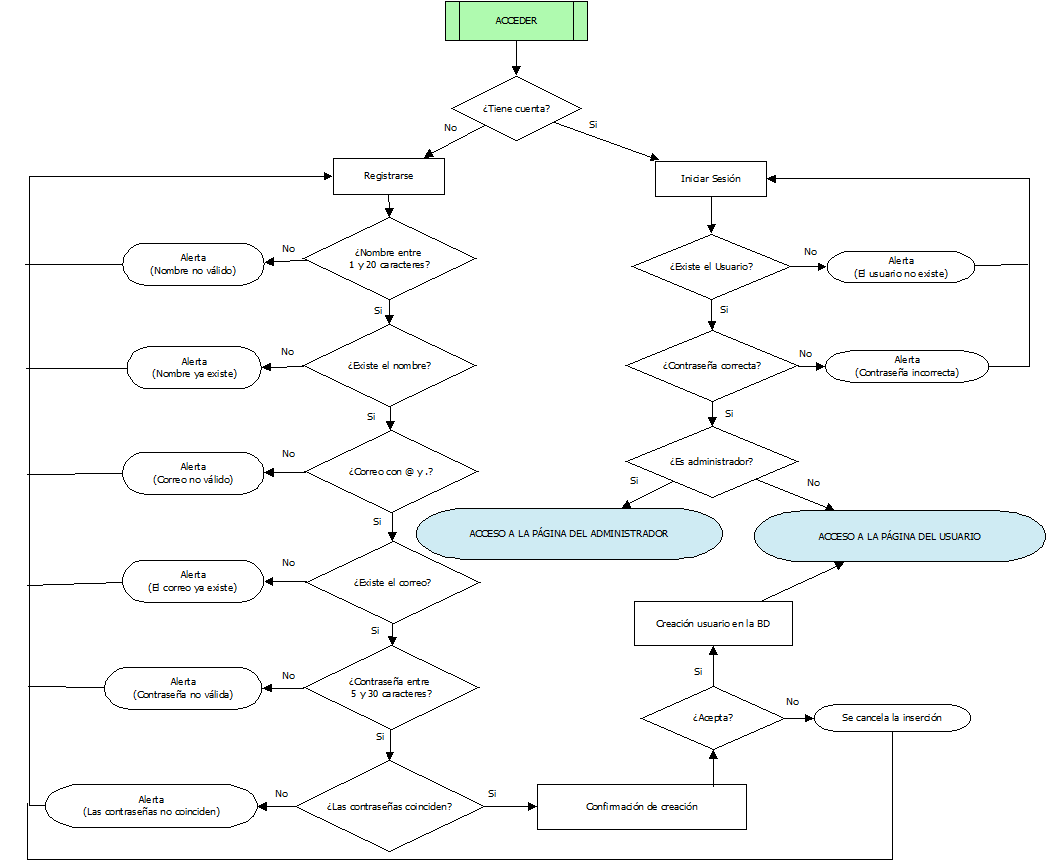 ACCEDER
¿Tiene cuenta?
No
Si
Registrarse
Iniciar Sesión
¿Nombre entre
1 y 20 caracteres?
No
Alerta
(Nombre no válido)
Si
¿Existe el nombre?
No
Alerta
(Nombre ya existe)
Si
¿Correo con @ y .?
No
Alerta
(Correo no válido)
Si
¿Existe el correo?
No
Alerta
(El correo ya existe)
Si
¿Contraseña entre
5 y 30 caracteres?
No
Alerta
(Contraseña no válida)
Si
¿Las contraseñas coinciden?
No
Alerta
(Las contraseñas no coinciden)
Si
Confirmación de creación
¿Acepta?
No
Se cancela la inserción
Si
Creación usuario en la BD
¿Existe el Usuario?
No
Alerta
(El usuario no existe)
Si
¿Contraseña correcta?
No
Alerta
(Contraseña incorrecta)
Si
¿Es administrador?
Si
No
ACCESO A LA PÁGINA DEL ADMINISTRADOR
ACCESO A LA PÁGINA DEL USUARIO